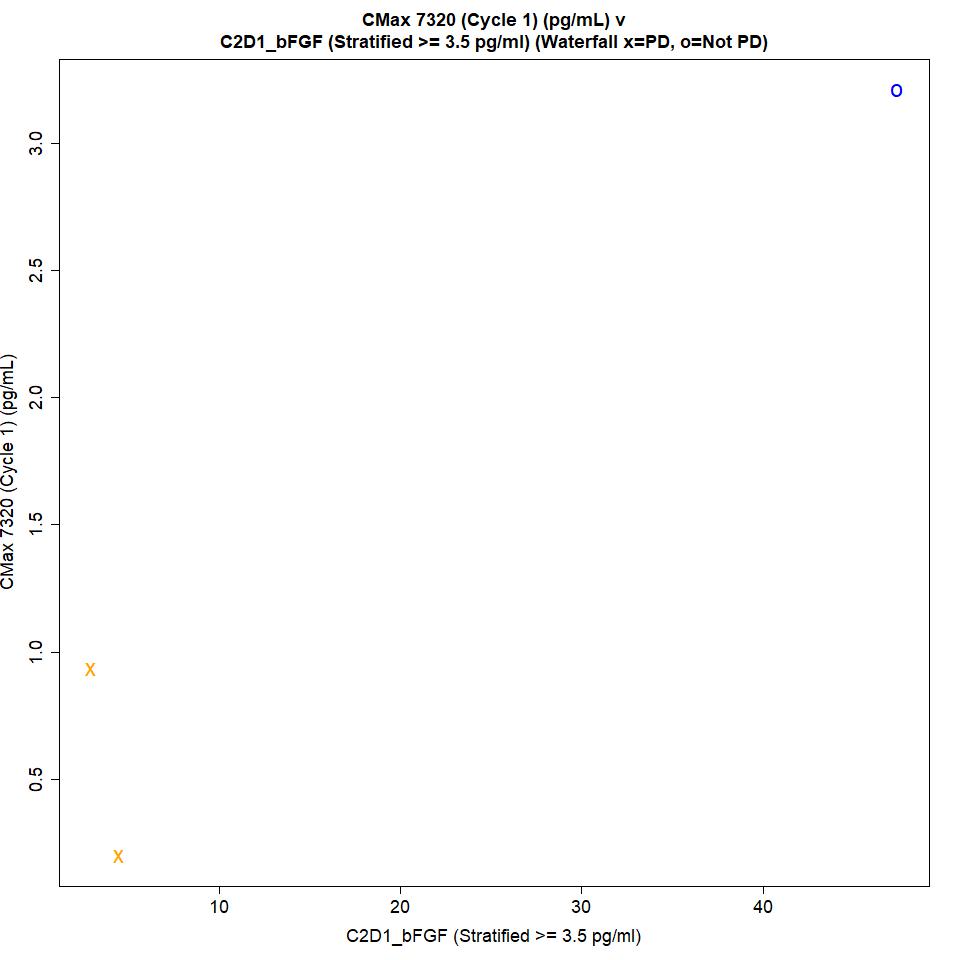 CMax 7320 (Cycle 1) (pg/mL) v
C2D1_bFGF (Stratified >= 3.5 pg/ml) (Waterfall x=PD, o=Not PD)
CMax 7320 (Cycle 1) (pg/mL)
3.0
2.5
2.0
1.5
1.0
0.5
o
x
x
10 20 30 40
C2D1_bFGF (Stratified >= 3.5 pg/ml)